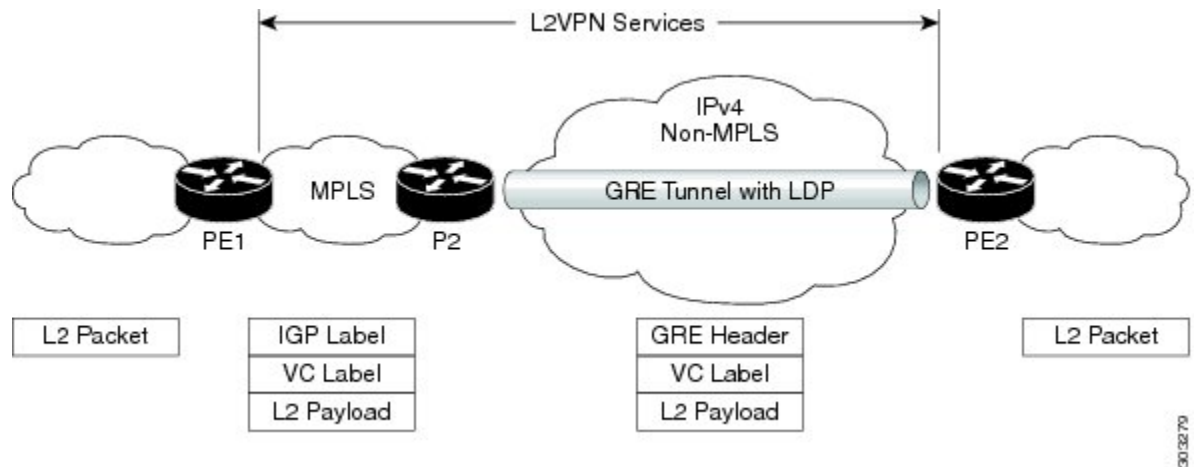 L2VPN Services
IPv4
Non-MPLS
MPLS
GRE Tunnel with LDP
PE1
P2
PE2
L2 Packet
IGP Label
VC Label
L2 Payload
GRE Header
VC Label
L2 Payload
L2 Packet
303279